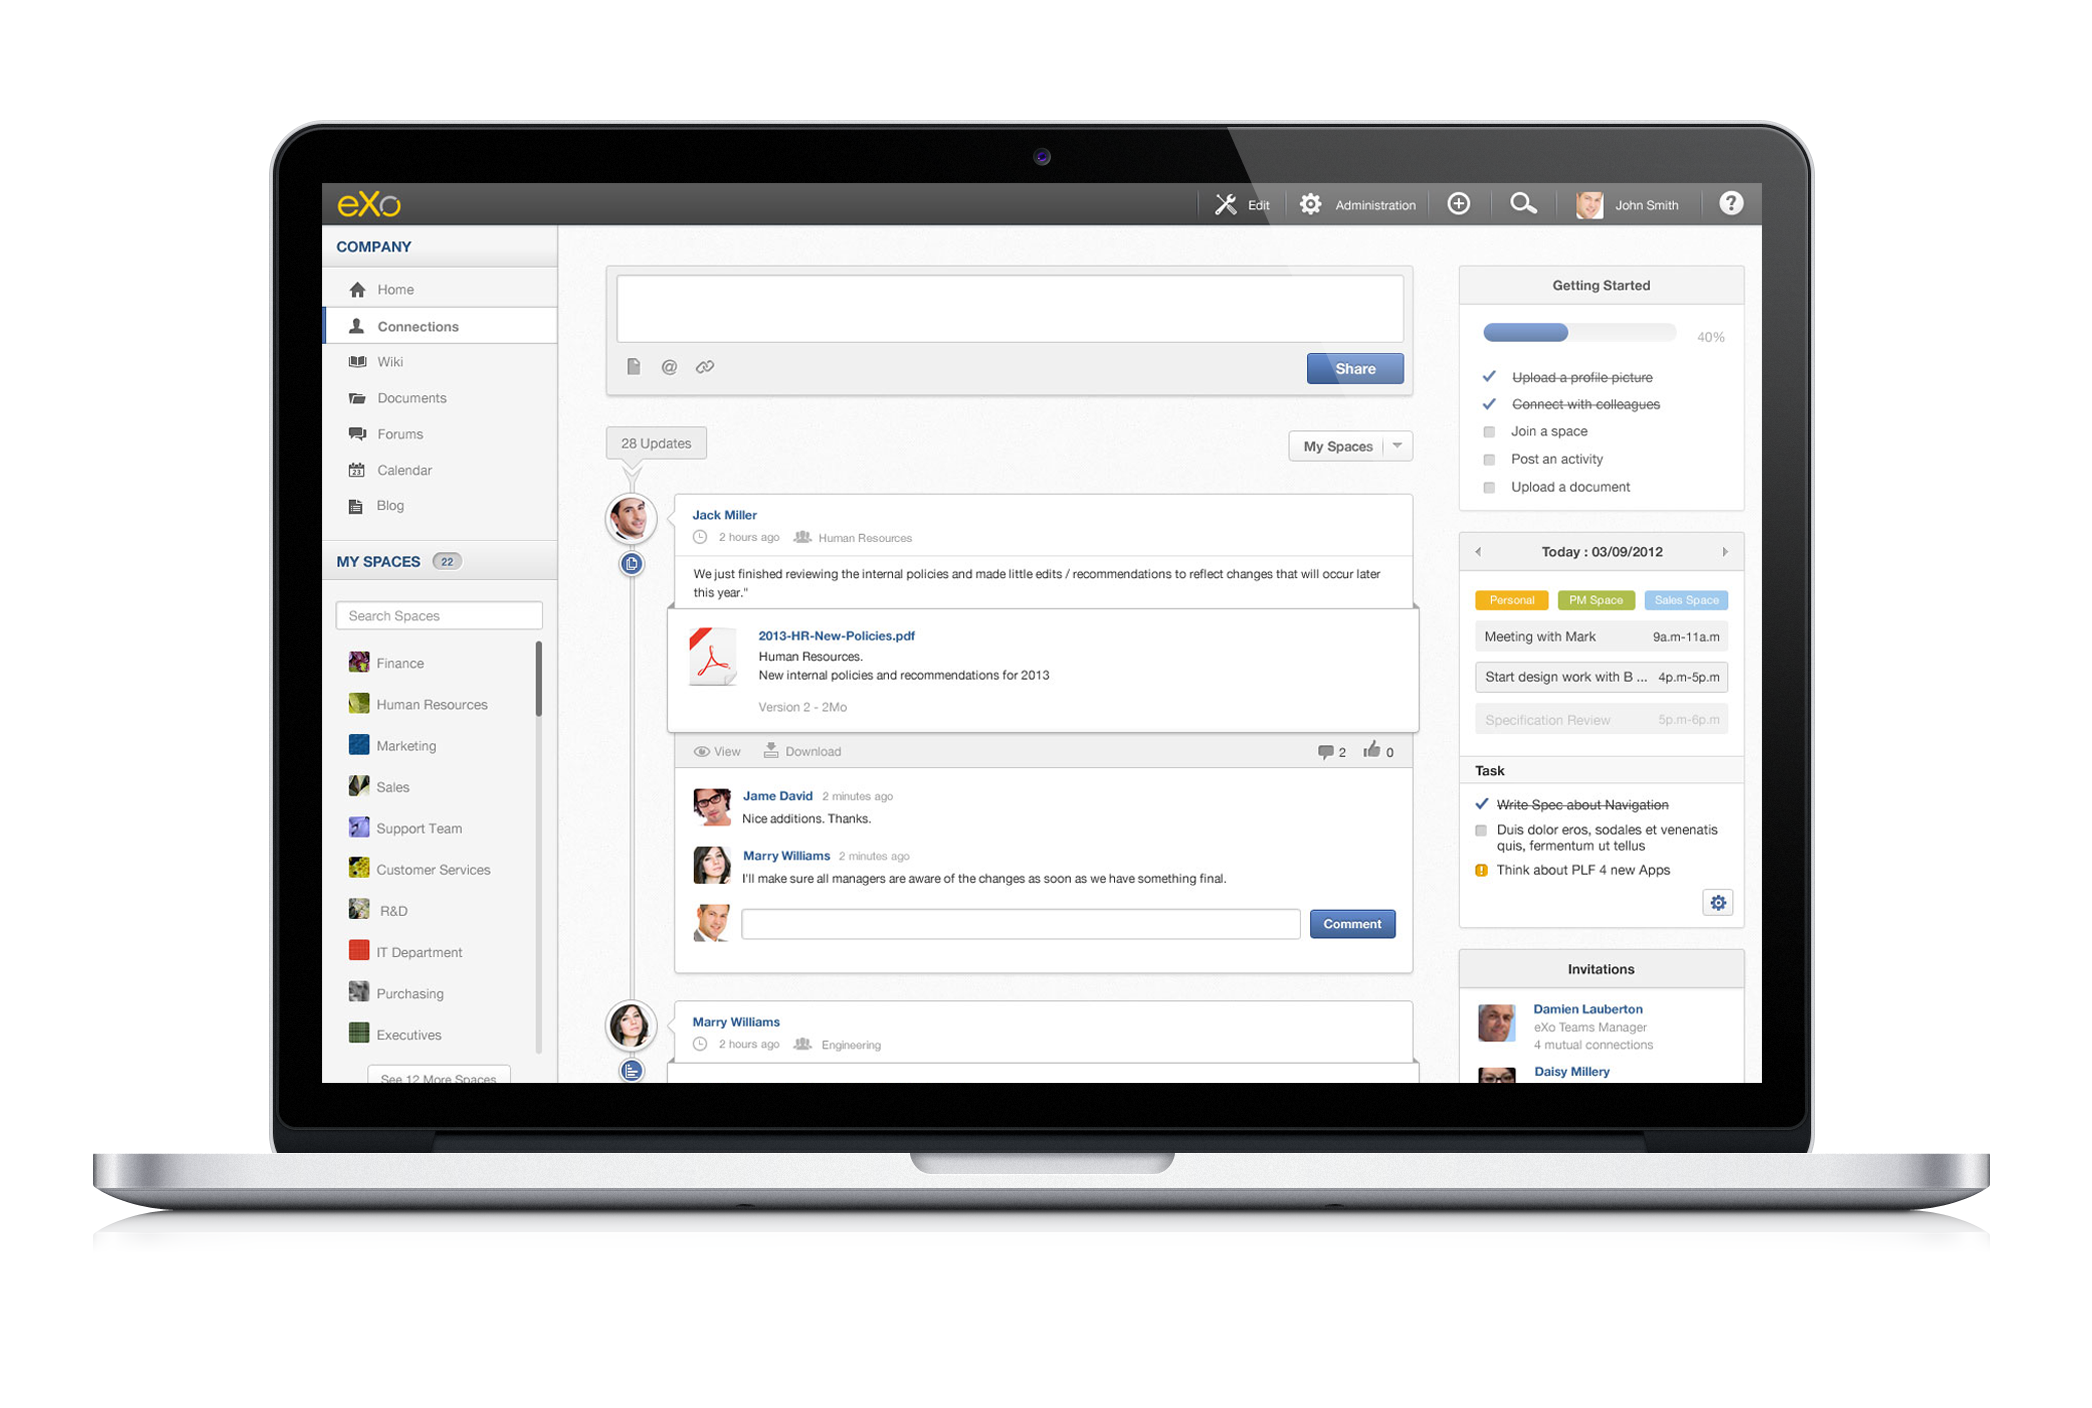 eXo
Edit
Administration
John Smith
?
COMPANY
Home
Connections
Wiki
Documents
Forums
23
Calendar
Blog
MY SPACES 22
Search Spaces
Finance
Human Resources
Marketing
Sales
Support Team
Customer Services
R&D
IT Department
Purchasing
Executives
See 12 More Spaces
@
Share
28 Updates
My Spaces
Jack Miller
2 hours ago Human Resources
We just finished reviewing the internal policies and made little edits / recommendations to reflect changes that will occur later
this year."
2013-HR-New-Policies.pdf
Human Resources.
New internal policies and recommendations for 2013
Version 2 - 2Mo
View Download 2 0
Jame David 2 minutes ago
Nice additions. Thanks.
Marry Williams 2 minutes ago
I'll make sure all managers are aware of the changes as soon as we have something final.
Comment
Marry Williams
2 hours ago Engineering
Getting Started
40%
Upload a profile picture
Connect with colleagues
Join a space
Post an activity
Upload a document
Today : 03/09/2012
Personal PM Space Sales Space
Meeting with Mark 9a.m-11a.m
Start design work with B ... 4p.m-5p.m
Specification Review 5p.m-6p.m
Task
Write Spec about Navigation
Duis dolor eros, sodales et venenatis
quis, fermentum ut tellus
Think about PLF 4 new Apps
Invitations
Damien Lauberton
eXo Teams Manager
4 mutual connections
Daisy Millery